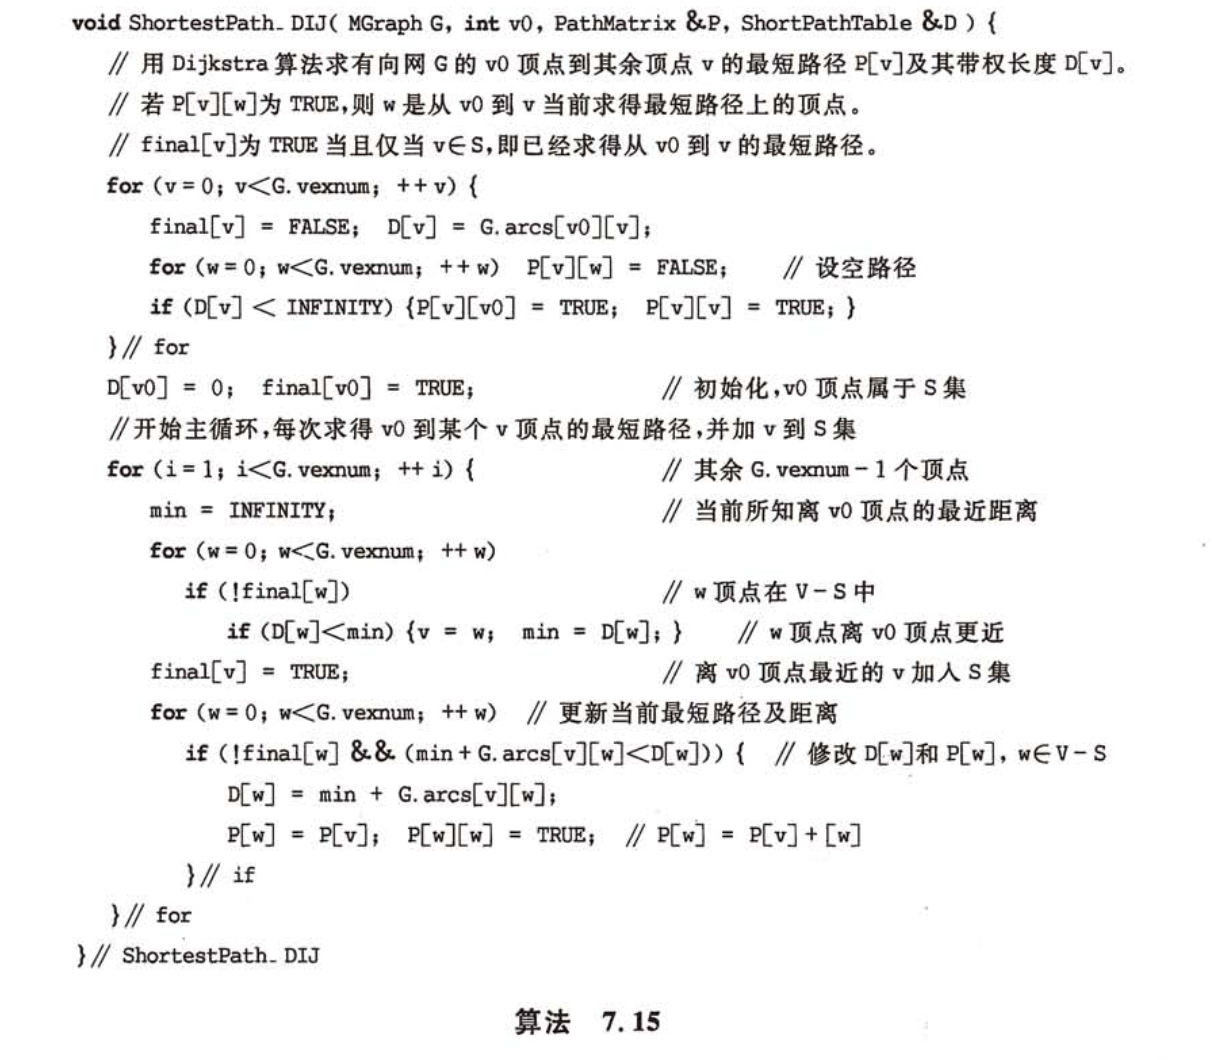 void ShortestPath_DIJ( MGraph G, int v0, PathMatrix &P, ShortPathTable &D ) {
// 用 Dijkstra 算法求有向网 G 的 v0 顶点到其余顶点 v 的最短路径 P[v]及其带权长度 D[v]。
// 若 P[v][w]为 TRUE,则 w 是从 v0 到 v 当前求得最短路径上的顶点。
// final[v]为 TRUE 当且仅当 v∈S,即已经求得从 v0 到 v 的最短路径。
for (v=0; v<G.vexnum; ++v) {
final[v] = FALSE; D[v] = G.arcs[v0][v];
for (w=0; w<G.vexnum; ++w) P[v][w] = FALSE; // 设空路径
if (D[v] < INFINITY) {P[v][v0] = TRUE; P[v][v] = TRUE; }
}// for
D[v0] = 0; final[v0] = TRUE; // 初始化,v0 顶点属于 S 集
//开始主循环,每次求得 v0 到某个 v 顶点的最短路径,并加 v 到 S 集
for (i=1; i<G.vexnum; ++i) { // 其余 G.vexnum-1 个顶点
min = INFINITY; // 当前所知离 v0 顶点的最近距离
for (w=0; w<G.vexnum; ++w)
if (!final[w]) // w 顶点在 V-S 中
if (D[w]<min) {v = w; min = D[w]; } // w 顶点离 v0 顶点更近
final[v] = TRUE; // 离 v0 顶点最近的 v 加入 S 集
for (w=0; w<G.vexnum; ++w) // 更新当前最短路径及距离
if (!final[w] && (min+G.arcs[v][w]<D[w])) { // 修改 D[w]和 P[w], w∈V-S
D[w] = min + G.arcs[v][w];
P[w] = P[v]; P[w][w] = TRUE; // P[w] = P[v]+[w]
}// if
}// for
}// ShortestPath_DIJ
算法 7.15